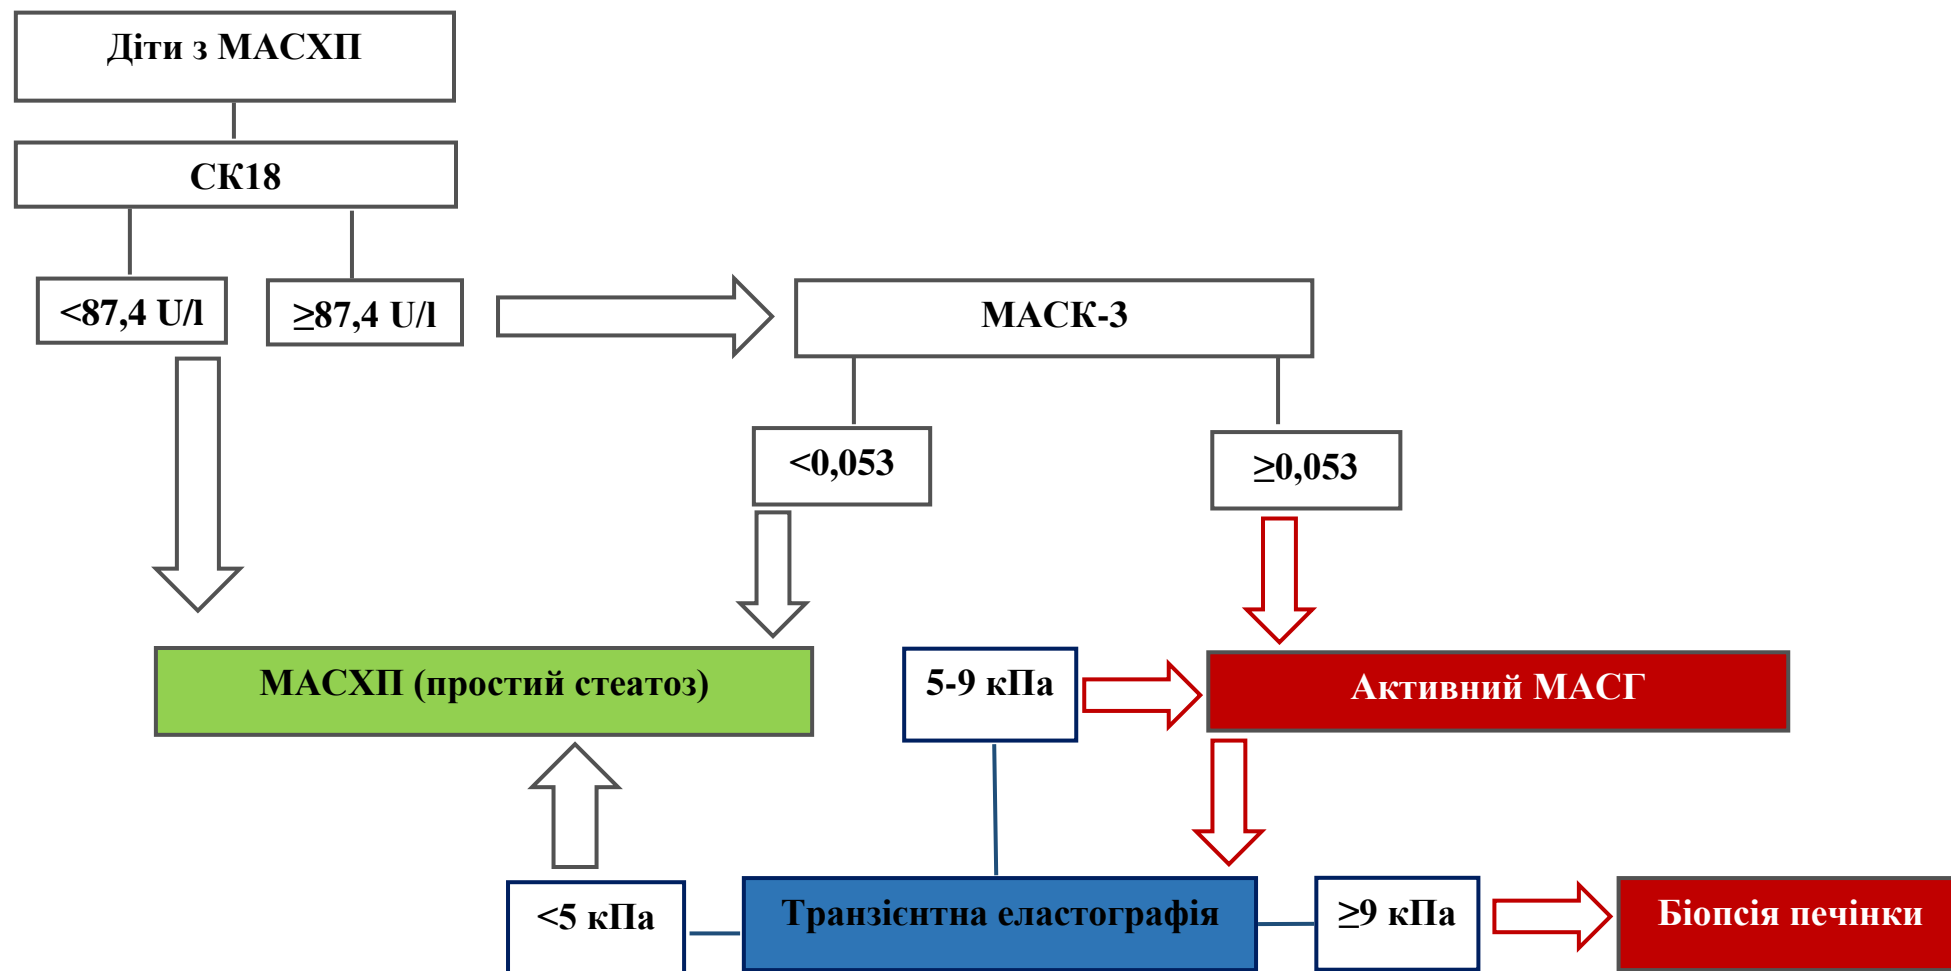 Діти з МАСХП
СК18
<87,4 U/l
≥87,4 U/l
МАСК-3
<0,053
≥0,053
МАСХП (простий стеатоз)
5-9 кПа
Активний МАСГ
<5 кПа
Транзієнтна еластографія
≥9 кПа
Біопсія печінки